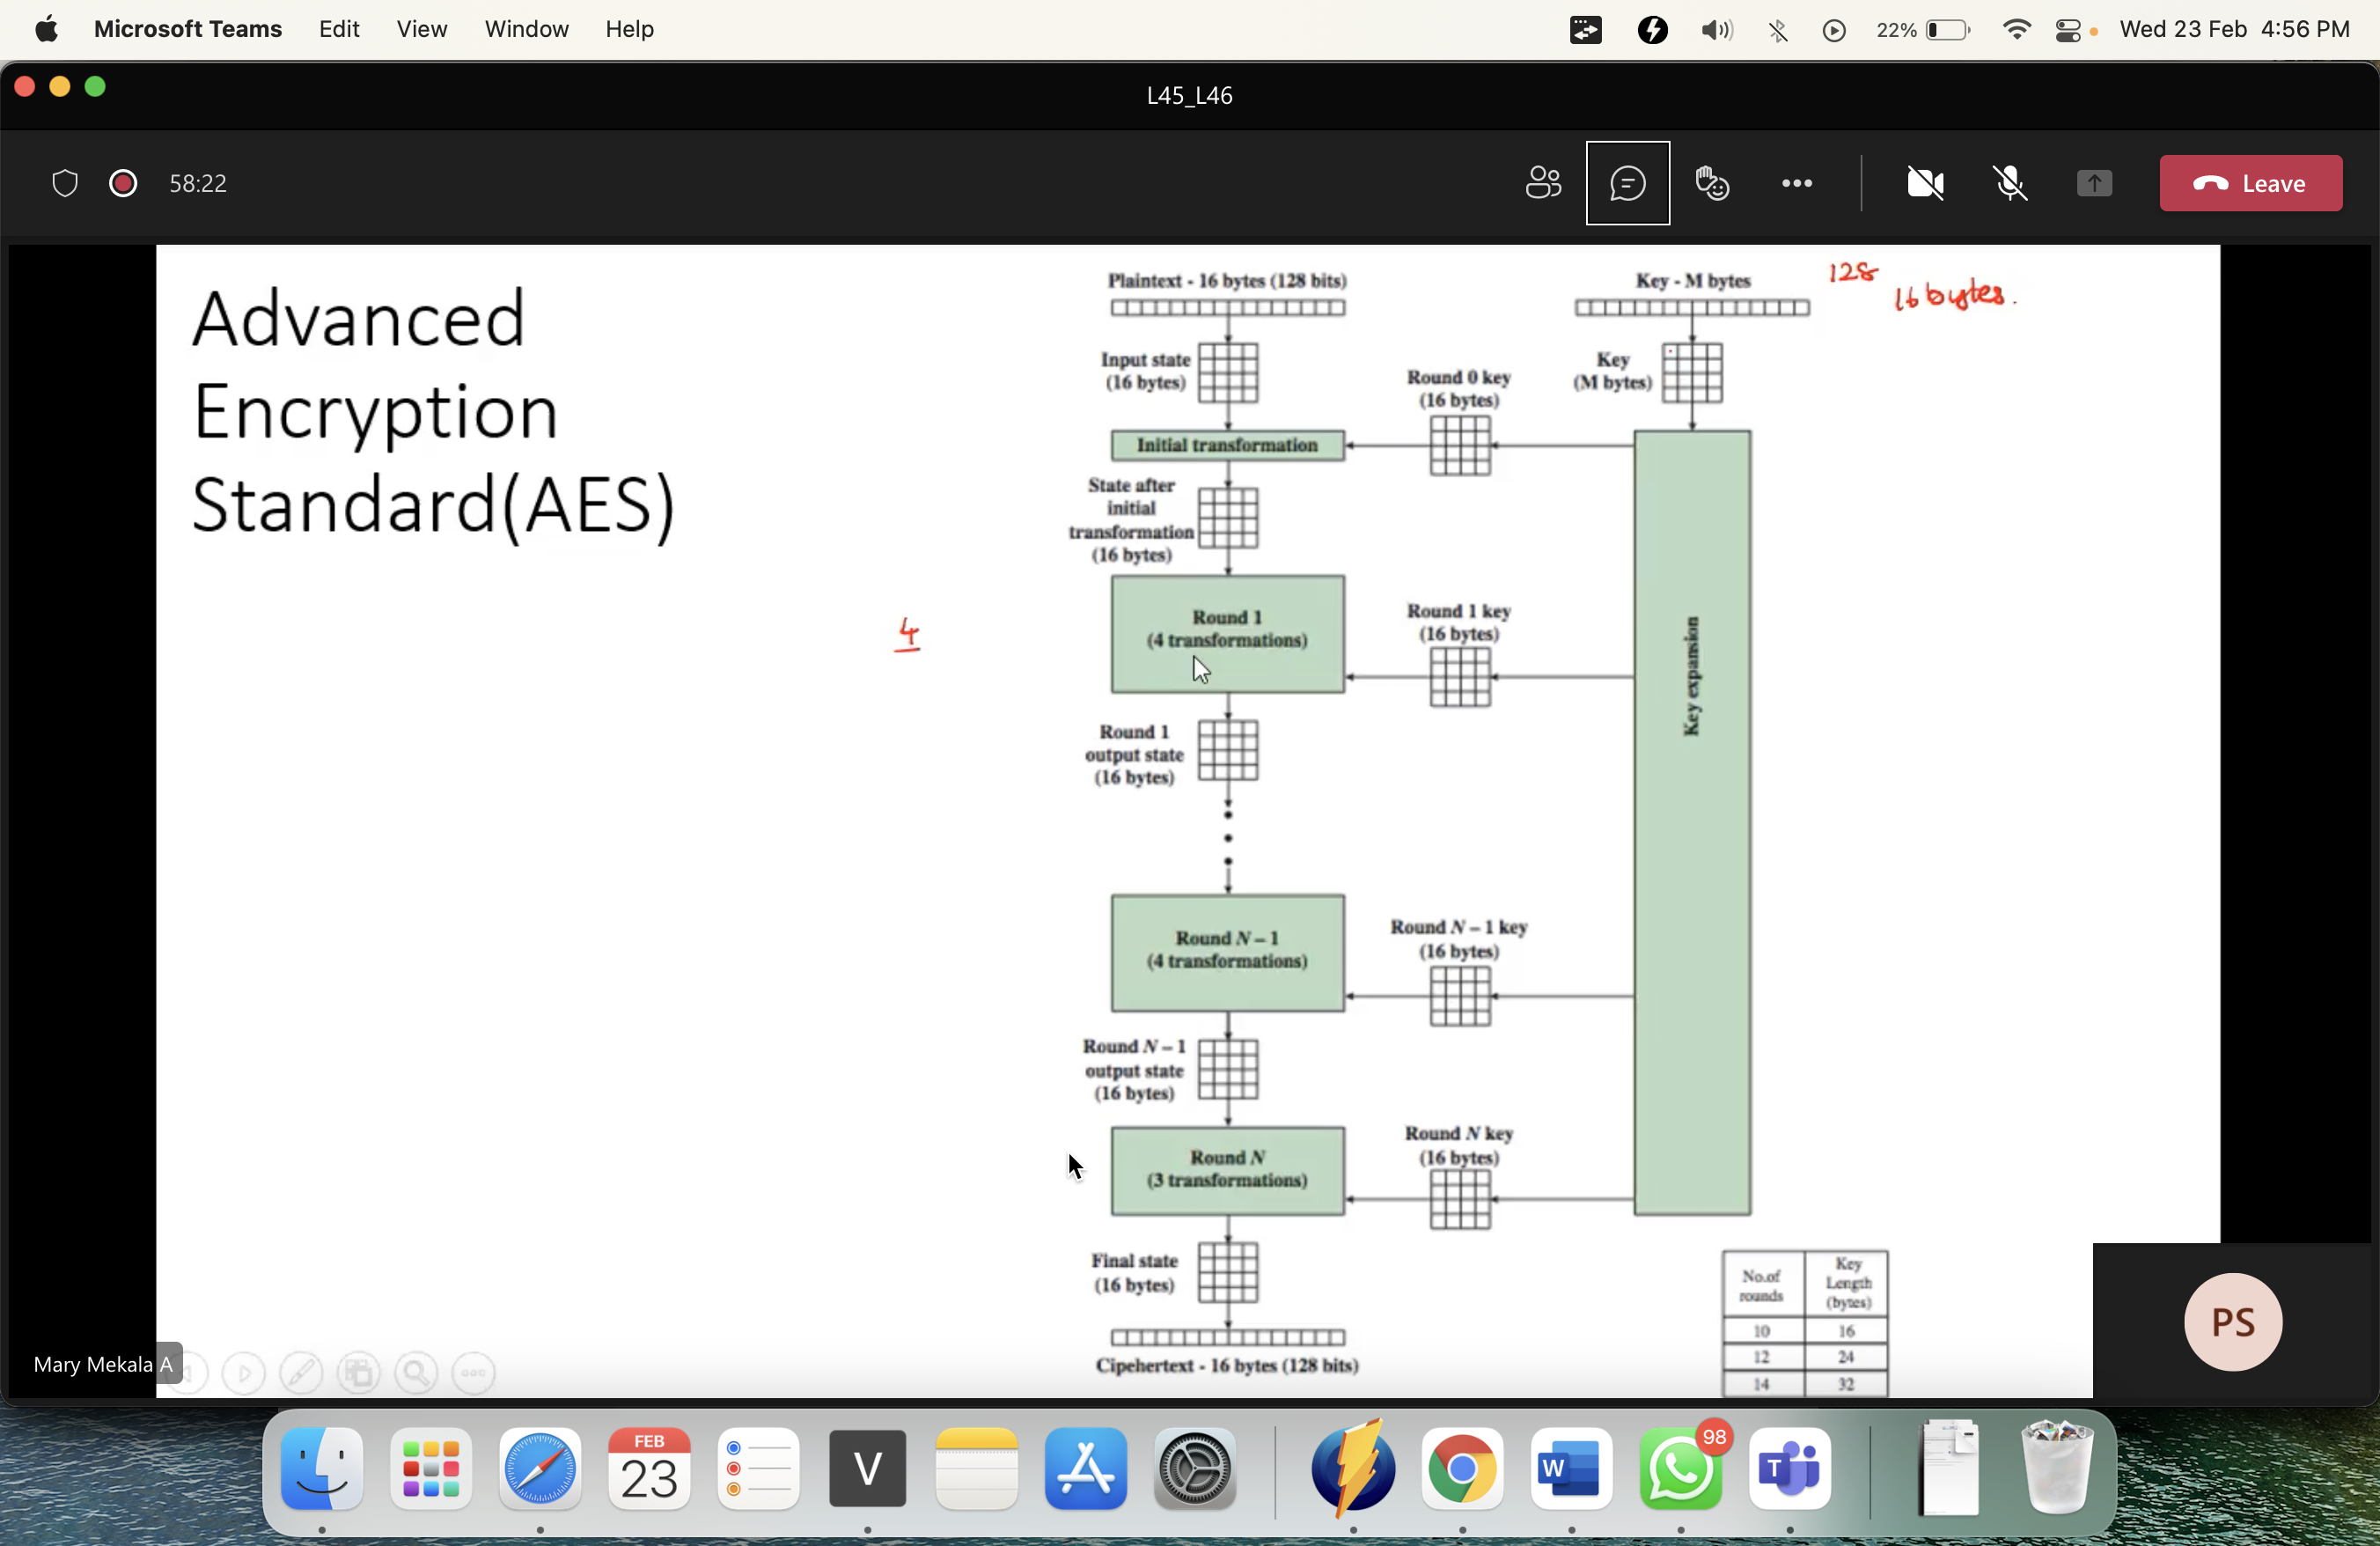 Microsoft Teams Edit View Window Help 22% Wed 23 Feb 4:56 PM
L45_L46
58:22
Leave
Advanced
Encryption
Standard(AES)
4
Plaintext - 16 bytes (128 bits)
Key - M bytes
128
16 bytes.
Input state
(16 bytes)
Round 0 key
(16 bytes)
Key
(M bytes)
Initial transformation
State after
initial
transformation
(16 bytes)
Round 1
(4 transformations)
Round 1 key
(16 bytes)
Key expansion
Round 1
output state
(16 bytes)
Round N – 1
(4 transformations)
Round N – 1 key
(16 bytes)
Round N – 1
output state
(16 bytes)
Round N
(3 transformations)
Round N key
(16 bytes)
Final state
(16 bytes)
Cipehertext - 16 bytes (128 bits)
No.of
rounds
Key
Length
(bytes)
10 16
12 24
14 32
Mary Mekala A
PS
FEB
23
V
W
98
T